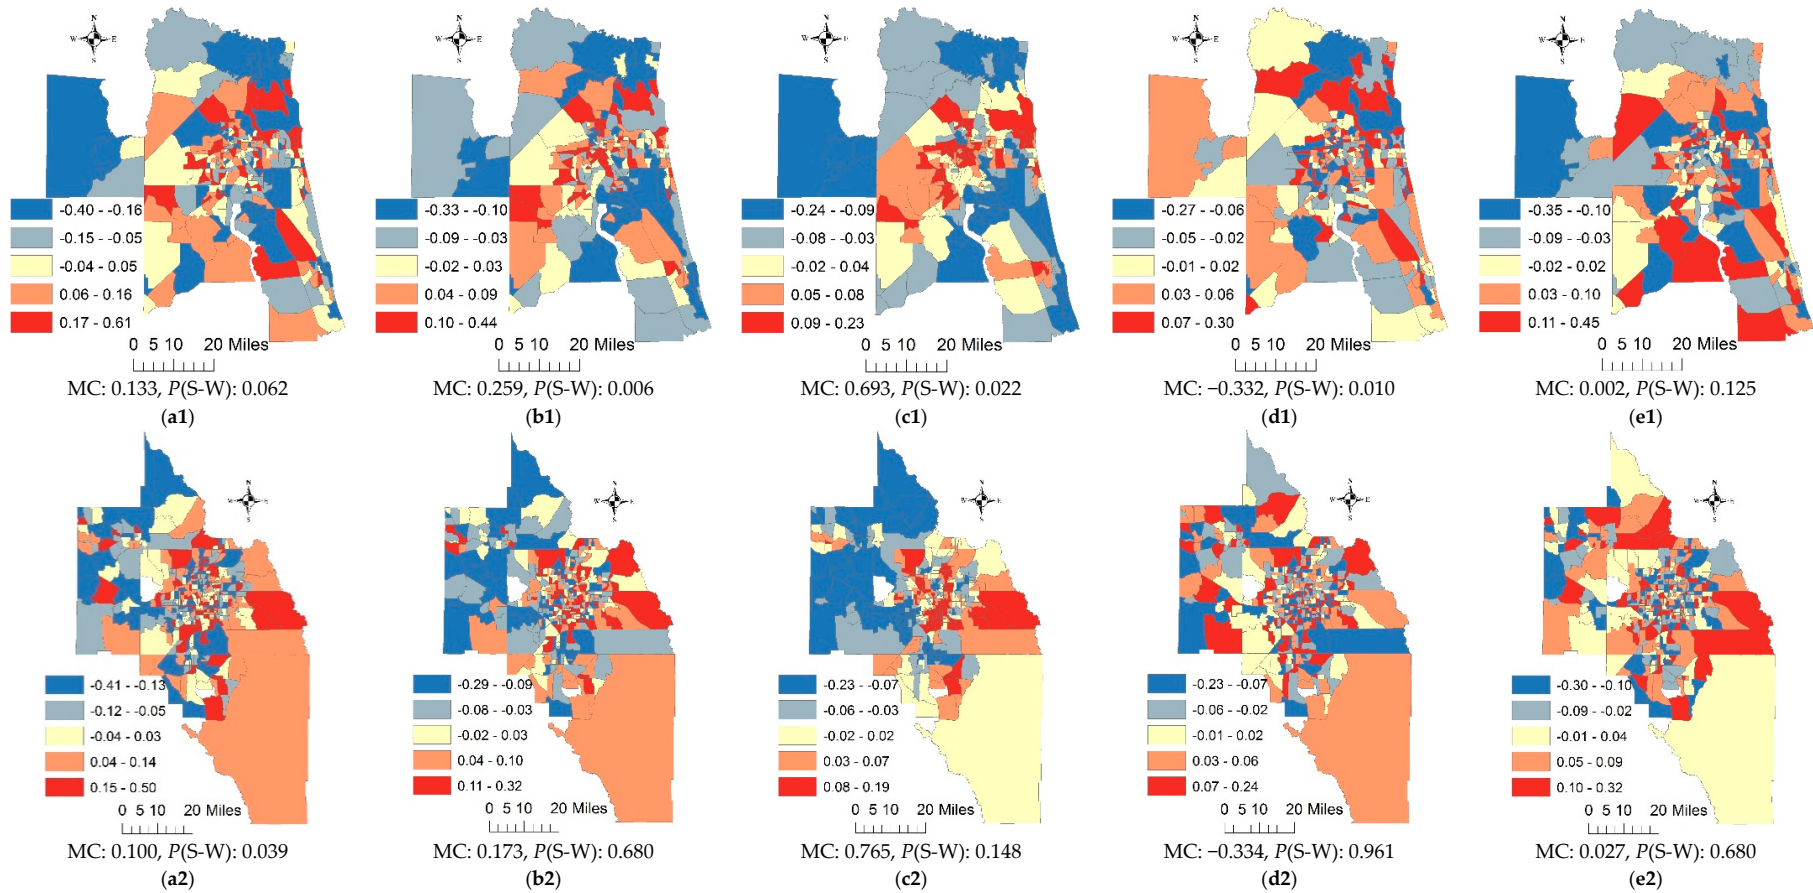 N
W E
S
-0.40 - -0.16
-0.15 - -0.05
-0.04 - 0.05
0.06 - 0.16
0.17 - 0.61
0 5 10 20 Miles
MC: 0.133, P(S-W): 0.062
(a1)
N
W E
S
-0.33 - -0.10
-0.09 - -0.03
-0.02 - 0.03
0.04 - 0.09
0.10 - 0.44
0 5 10 20 Miles
MC: 0.259, P(S-W): 0.006
(b1)
N
W E
S
-0.24 - -0.09
-0.08 - -0.03
-0.02 - 0.04
0.05 - 0.08
0.09 - 0.23
0 5 10 20 Miles
MC: 0.693, P(S-W): 0.022
(c1)
N
W E
S
-0.27 - -0.06
-0.05 - -0.02
-0.01 - 0.02
0.03 - 0.06
0.07 - 0.30
0 5 10 20 Miles
MC: −0.332, P(S-W): 0.010
(d1)
N
W E
S
-0.35 - -0.10
-0.09 - -0.03
-0.02 - 0.02
0.03 - 0.10
0.11 - 0.45
0 5 10 20 Miles
MC: 0.002, P(S-W): 0.125
(e1)
N
W E
S
-0.41 - -0.13
-0.12 - -0.05
-0.04 - 0.03
0.04 - 0.14
0.15 - 0.50
0 5 10 20 Miles
MC: 0.100, P(S-W): 0.039
(a2)
N
W E
S
-0.29 - -0.09
-0.08 - -0.03
-0.02 - 0.03
0.04 - 0.10
0.11 - 0.32
0 5 10 20 Miles
MC: 0.173, P(S-W): 0.680
(b2)
N
W E
S
-0.23 - -0.07
-0.06 - -0.03
-0.02 - 0.02
0.03 - 0.07
0.08 - 0.19
0 5 10 20 Miles
MC: 0.765, P(S-W): 0.148
(c2)
N
W E
S
-0.23 - -0.07
-0.06 - -0.02
-0.01 - 0.02
0.03 - 0.06
0.07 - 0.24
0 5 10 20 Miles
MC: −0.334, P(S-W): 0.961
(d2)
N
W E
S
-0.30 - -0.10
-0.09 - -0.02
-0.01 - 0.04
0.05 - 0.09
0.10 - 0.32
0 5 10 20 Miles
MC: 0.027, P(S-W): 0.680
(e2)